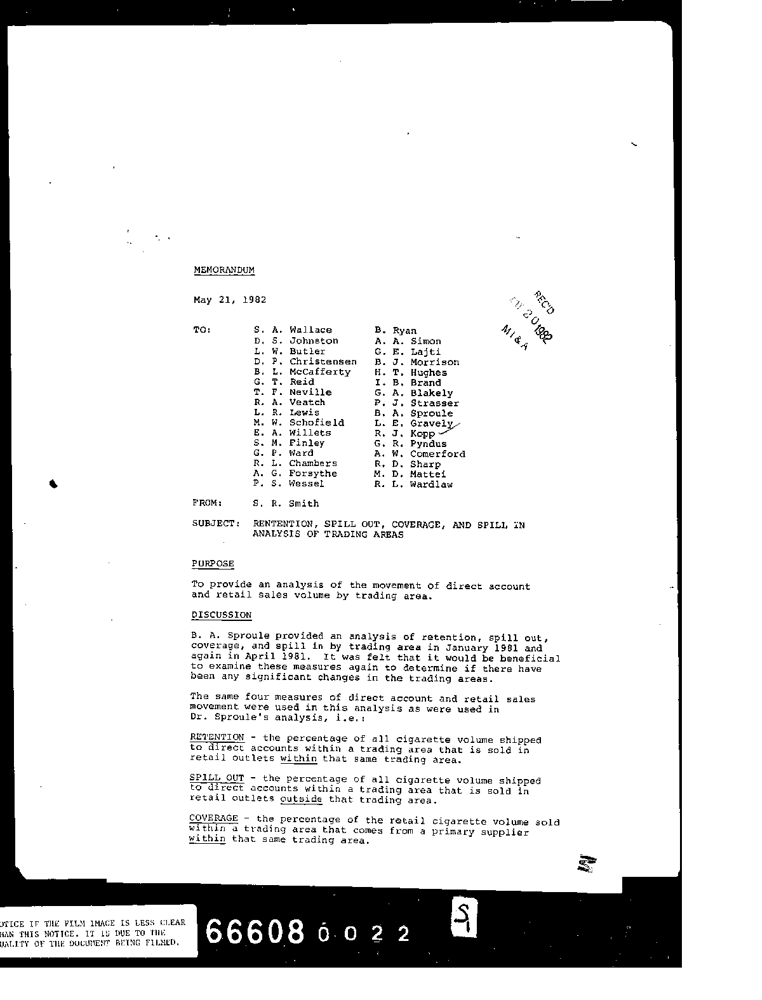 MEMORANDUM
May 21, 1982
REC'D
20 1982
MI & A
TO: S. A. Wallace B. Ryan
D. S. Johnston A. A. Simon
L. W. Butler G. E. Lajti
D. P. Christensen B. J. Morrison
B. L. McCafferty H. T. Hughes
G. T. Reid I. B. Brand
T. F. Neville G. A. Blakely
R. A. Veatch P. J. Strasser
L. R. Lewis B. A. Sproule
M. W. Schofield L. E. Gravely
E. A. Willets R. J. Kopp
S. M. Finley G. R. Pyndus
G. P. Ward A. W. Comerford
R. L. Chambers R. D. Sharp
A. G. Forsythe M. D. Mattei
P. S. Wessel R. L. Wardlaw
FROM: S. R. Smith
SUBJECT: RENTENTION, SPILL OUT, COVERAGE, AND SPILL IN
ANALYSIS OF TRADING AREAS
PURPOSE
To provide an analysis of the movement of direct account
and retail sales volume by trading area.
DISCUSSION
B. A. Sproule provided an analysis of retention, spill out,
coverage, and spill in by trading area in January 1981 and
again in April 1981. It was felt that it would be beneficial
to examine these measures again to determine if there have
been any significant changes in the trading areas.
The same four measures of direct account and retail sales
movement were used in this analysis as were used in
Dr. Sproule's analysis, i.e.:
RETENTION - the percentage of all cigarette volume shipped
to direct accounts within a trading area that is sold in
retail outlets within that same trading area.
SPILL OUT - the percentage of all cigarette volume shipped
to direct accounts within a trading area that is sold in
retail outlets outside that trading area.
COVERAGE - the percentage of the retail cigarette volume sold
within a trading area that comes from a primary supplier
within that same trading area.
OTICE IF THE FILM IMAGE IS LESS CLEAR
HAN THIS NOTICE. IT IS DUE TO THE
UALITY OF THE DOCUMENT BEING FILMED.
66608 0022